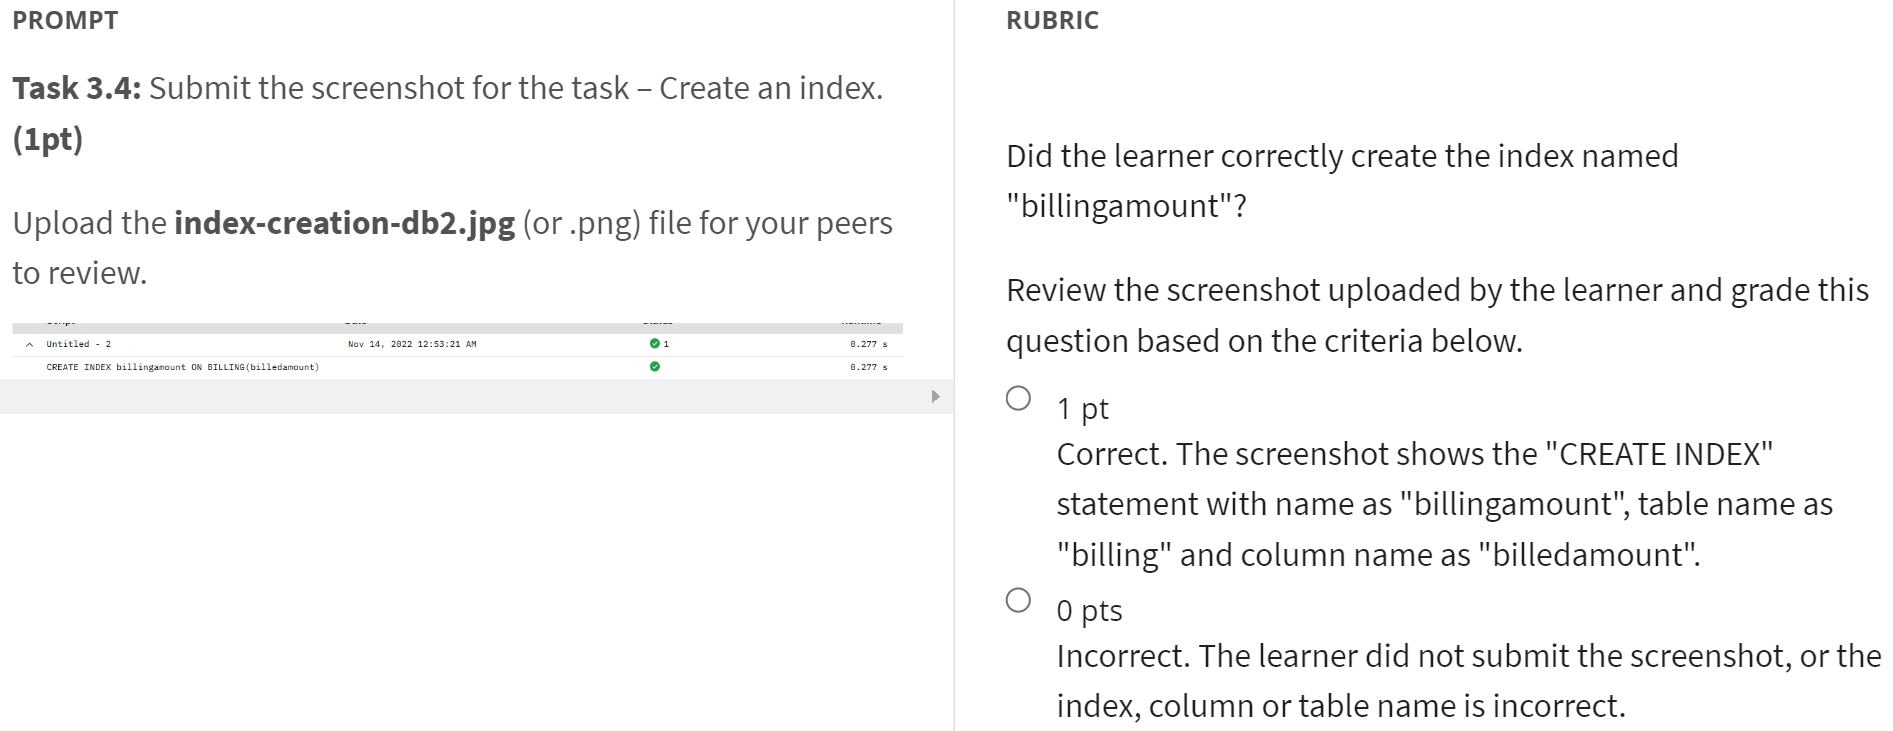 PROMPT
Task 3.4: Submit the screenshot for the task – Create an index.
(1pt)
Upload the index-creation-db2.jpg (or .png) file for your peers
to review.
Untitled - 2 Nov 14, 2022 12:53:21 AM 1 0.277 s
CREATE INDEX billingamount ON BILLING(billedamount) 0.277 s
RUBRIC
Did the learner correctly create the index named
"billingamount"?
Review the screenshot uploaded by the learner and grade this
question based on the criteria below.
1 pt
Correct. The screenshot shows the "CREATE INDEX"
statement with name as "billingamount", table name as
"billing" and column name as "billedamount".
0 pts
Incorrect. The learner did not submit the screenshot, or the
index, column or table name is incorrect.